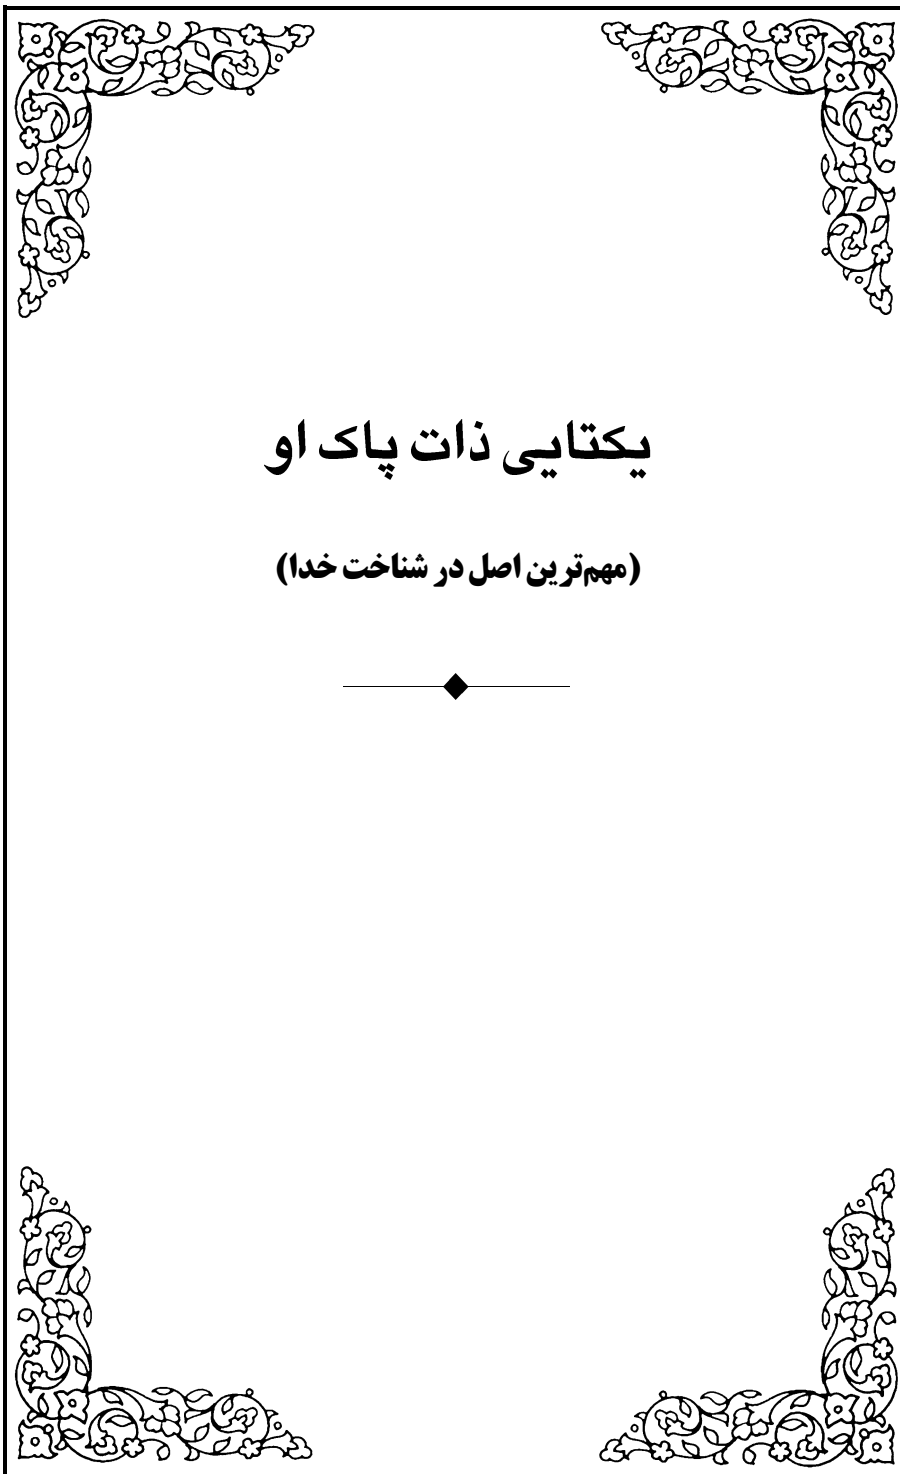 یکتایی ذات پاک او
(مهم‌ترین اصل در شناخت خدا)